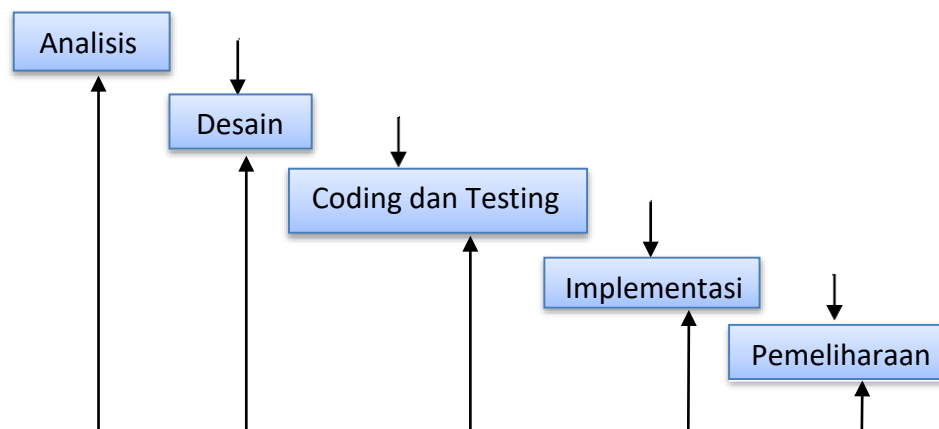 Analisis
Desain
Coding dan Testing
Implementasi
Pemeliharaan